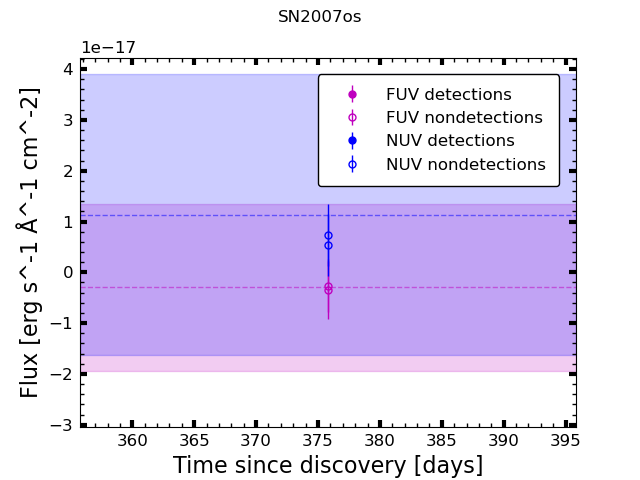 SN2007os
1e−17
4
3
2
1
0
−1
−2
−3
Flux [erg s^-1 Å^-1 cm^-2]
FUV detections
FUV nondetections
NUV detections
NUV nondetections
360 365 370 375 380 385 390 395
Time since discovery [days]